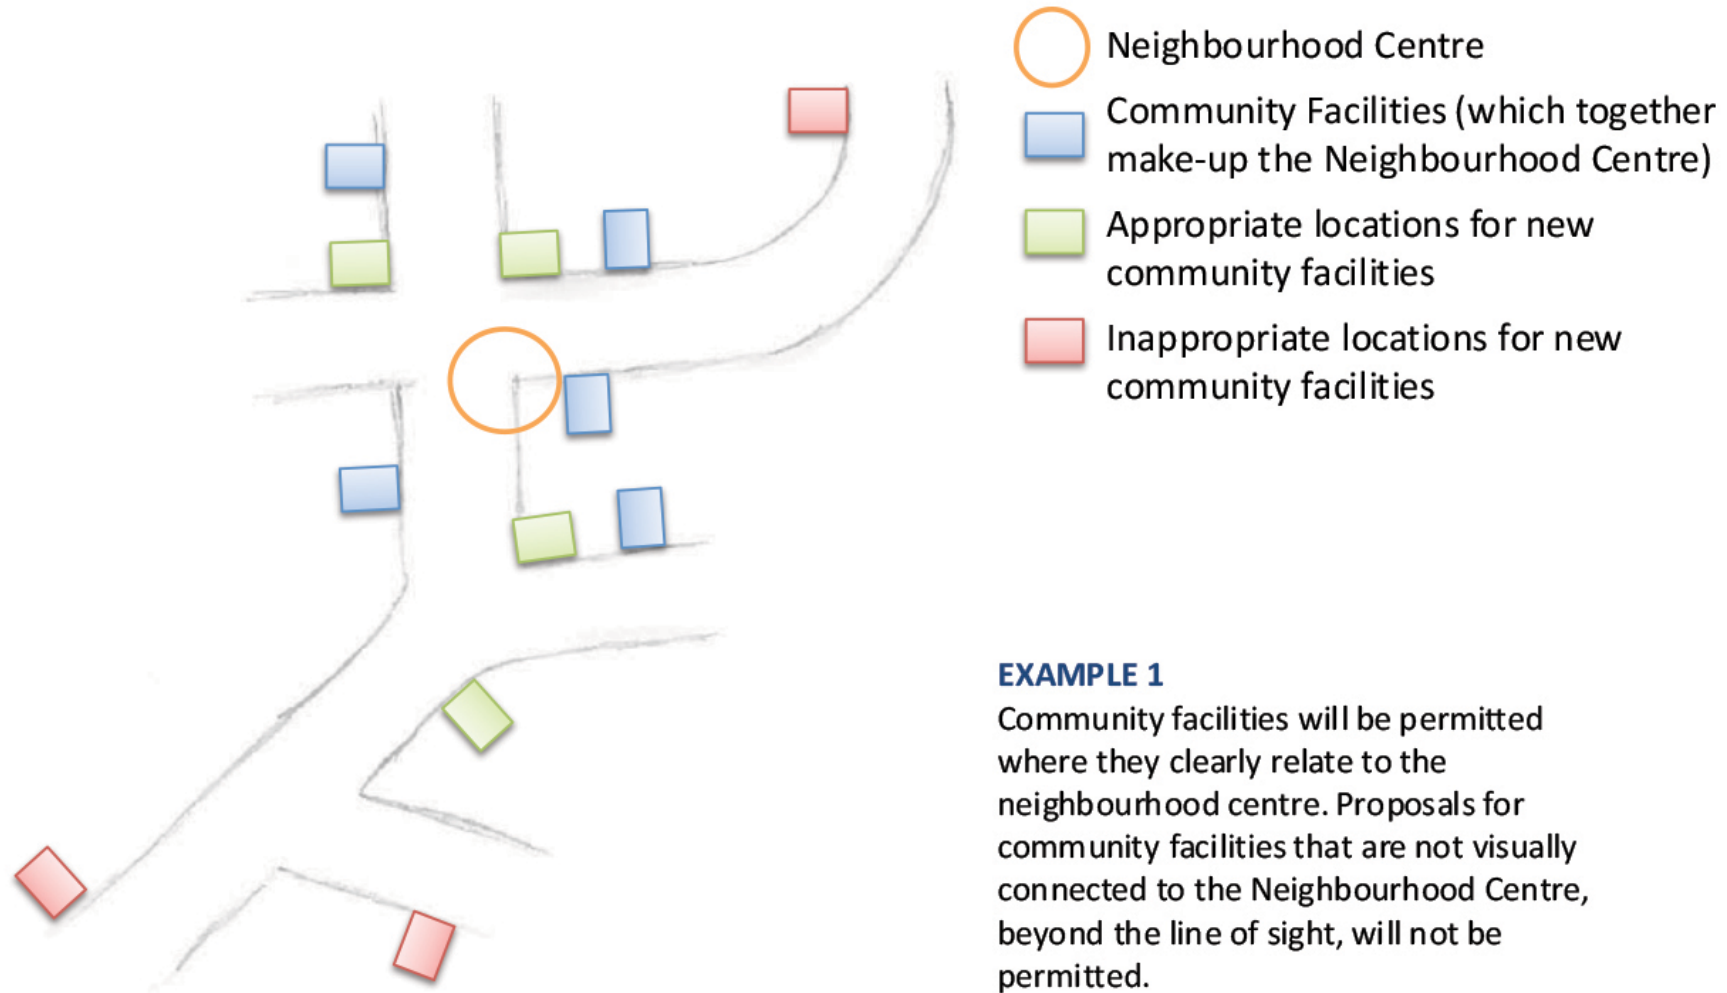 Neighbourhood Centre
Community Facilities (which together
make-up the Neighbourhood Centre)
Appropriate locations for new
community facilities
Inappropriate locations for new
community facilities
EXAMPLE 1
Community facilities will be permitted
where they clearly relate to the
neighbourhood centre. Proposals for
community facilities that are not visually
connected to the Neighbourhood Centre,
beyond the line of sight, will not be
permitted.